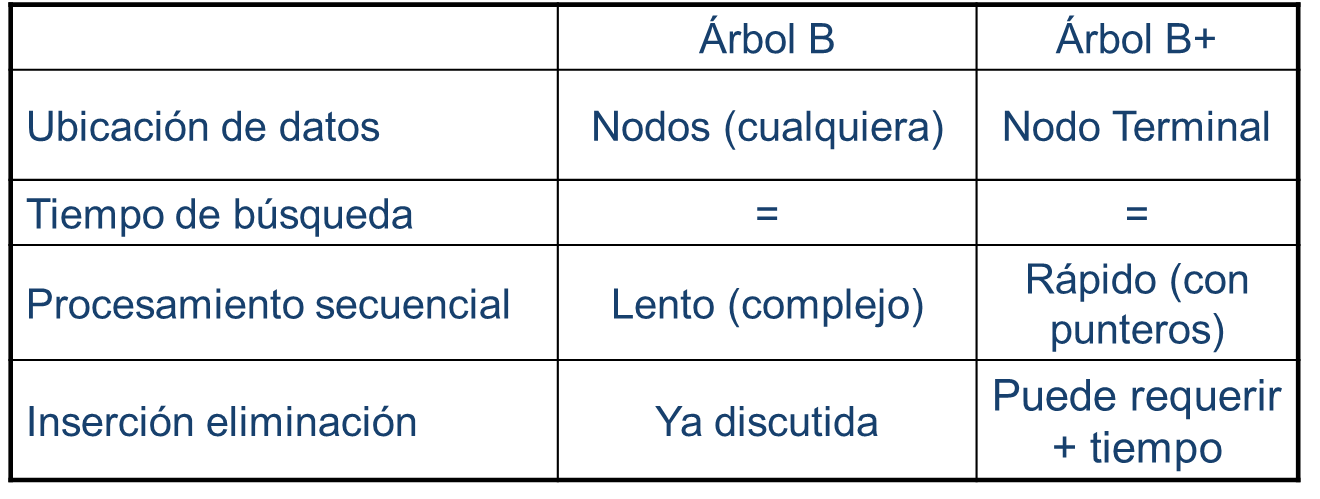 Árbol B Árbol B+
Ubicación de datos Nodos (cualquiera) Nodo Terminal
Tiempo de búsqueda = =
Procesamiento secuencial Lento (complejo) Rápido (con
punteros)
Inserción eliminación Ya discutida Puede requerir
+ tiempo